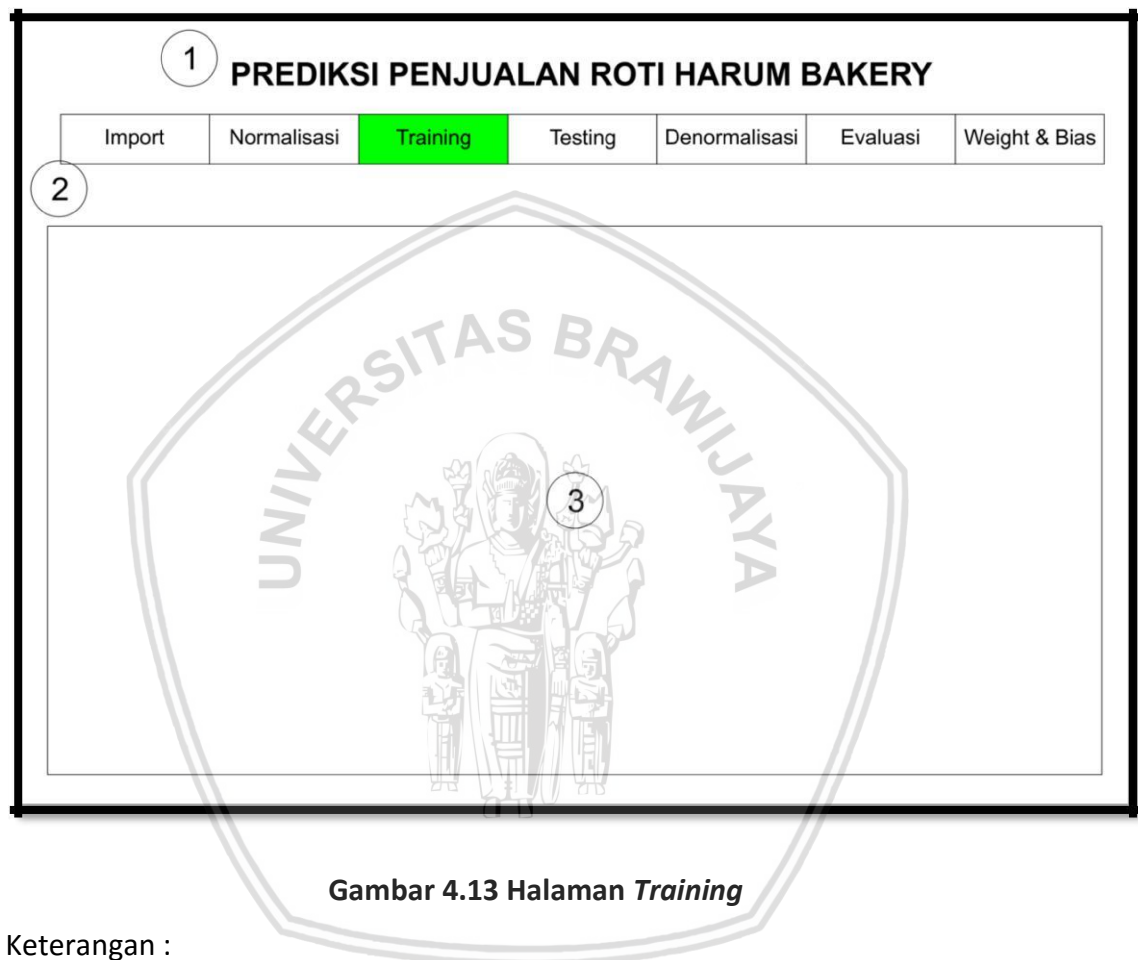 1
PREDIKSI PENJUALAN ROTI HARUM BAKERY
Import Normalisasi Training Testing Denormalisasi Evaluasi Weight & Bias
2
UNIVERSITAS BRAWIJAYA
3
Gambar 4.13 Halaman Training
Keterangan :